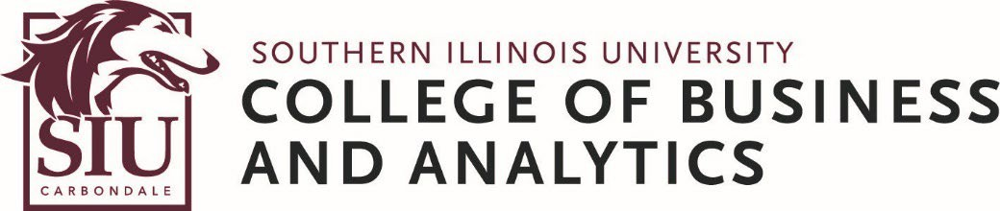 SIU
CARBONDALE
SOUTHERN ILLINOIS UNIVERSITY
COLLEGE OF BUSINESS
AND ANALYTICS